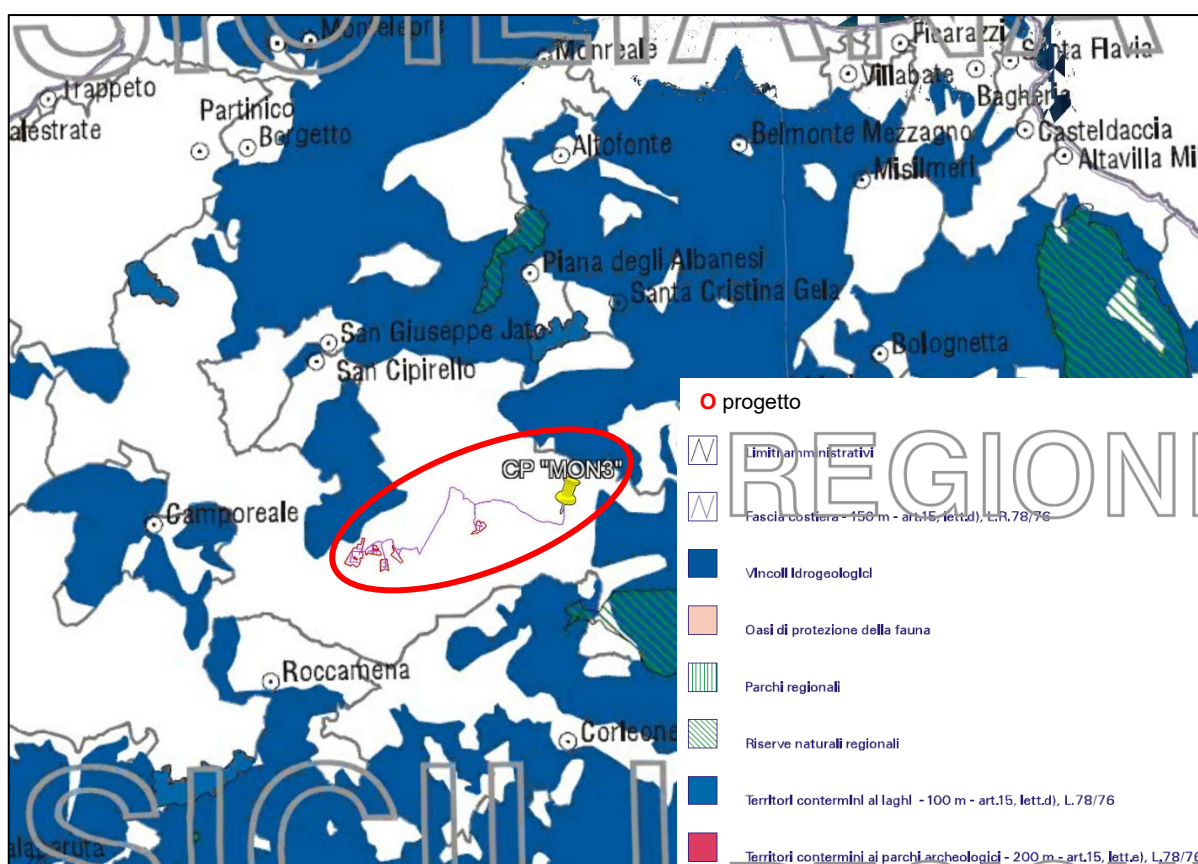 SICILIANA
Montelepre
Monreale
Ficarazzi
Santa Flavia
Villabate
Trappeto
Bagheria
Partinico
alestrate
Borgetto
Altofonte
Belmonte Mezzagno
Casteldaccia
Misilmeri
Altavilla Mi
Piana degli Albanesi
Santa Cristina Gela
San Giuseppe Jato
Bolognetta
San Cipirello
CP "MON3"
Camporeale
Roccamena
Corleone
SICILI
alaparuta
O progetto
REGIONE
Limiti amministrativi
Fascia costiera - 150 m - art.15, lett.d), L.R.78/76
Vincoli idrogeologici
Oasi di protezione della fauna
Parchi regionali
Riserve naturali regionali
Territori contermini ai laghi - 100 m - art.15, lett.d), L.78/76
Territori contermini ai parchi archeologici - 200 m - art.15, lett.e), L.78/76